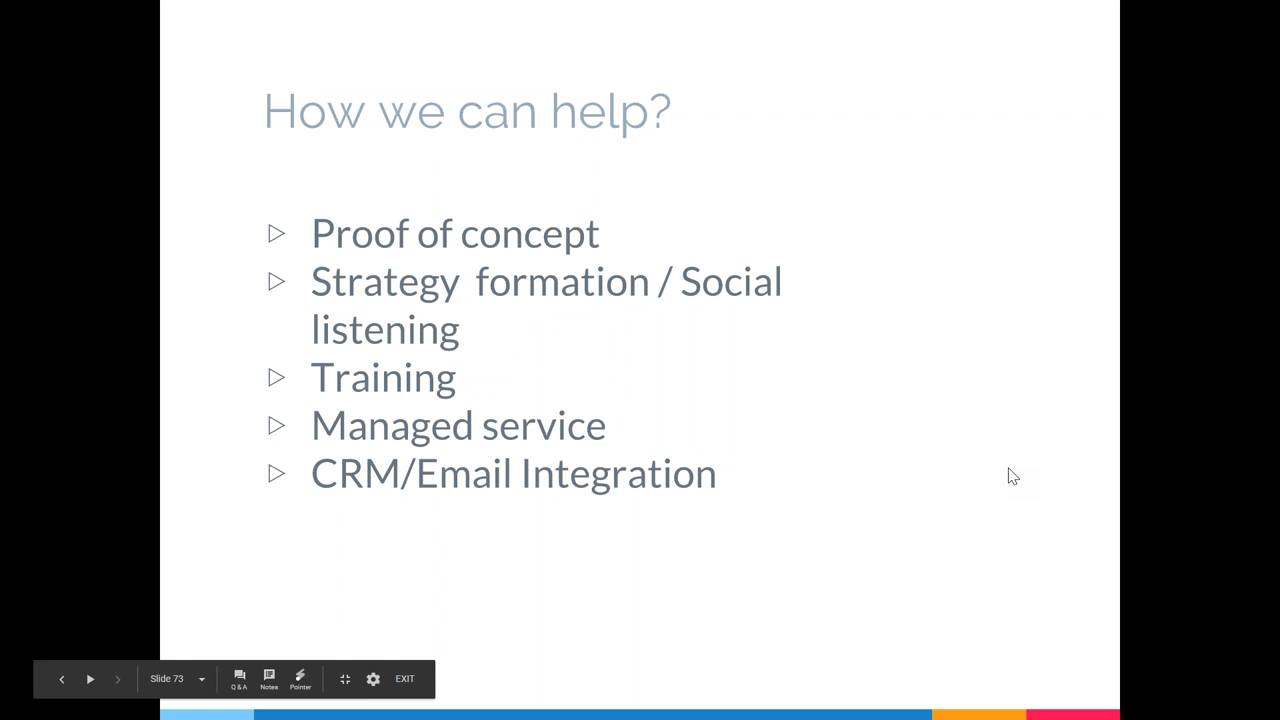 How we can help?
▷ Proof of concept
▷ Strategy formation / Social
listening
▷ Training
▷ Managed service
▷ CRM/Email Integration
Slide 73 Q & A Notes Pointer EXIT